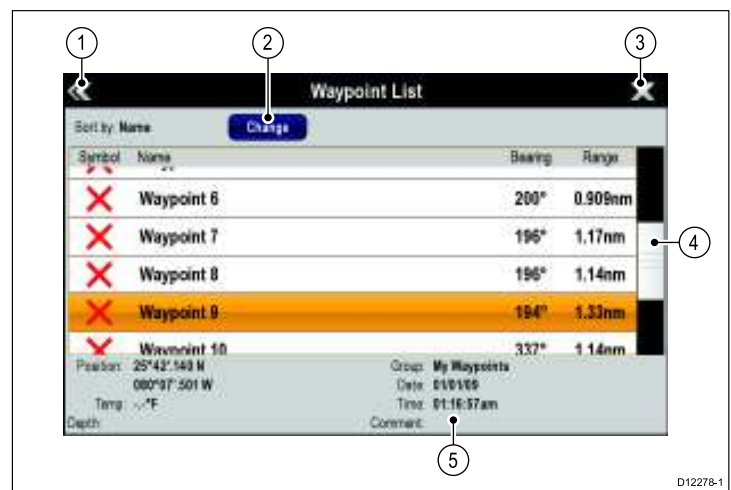 1 2 3
Waypoint List
Sort by: Name Change
Symbol Name Bearing Range
Waypoint 6 200° 0.909nm
Waypoint 7 196° 1.17nm
4
Waypoint 8 196° 1.14nm
Waypoint 9 194° 1.33nm
Waypoint 10 337° 1.14nm
Position: 25°42'.140 N Group: My Waypoints
080°07'.501 W Date: 01/01/09
Temp: -.-°F Time: 01:16:57am
Depth: Comment:
5
D12278-1